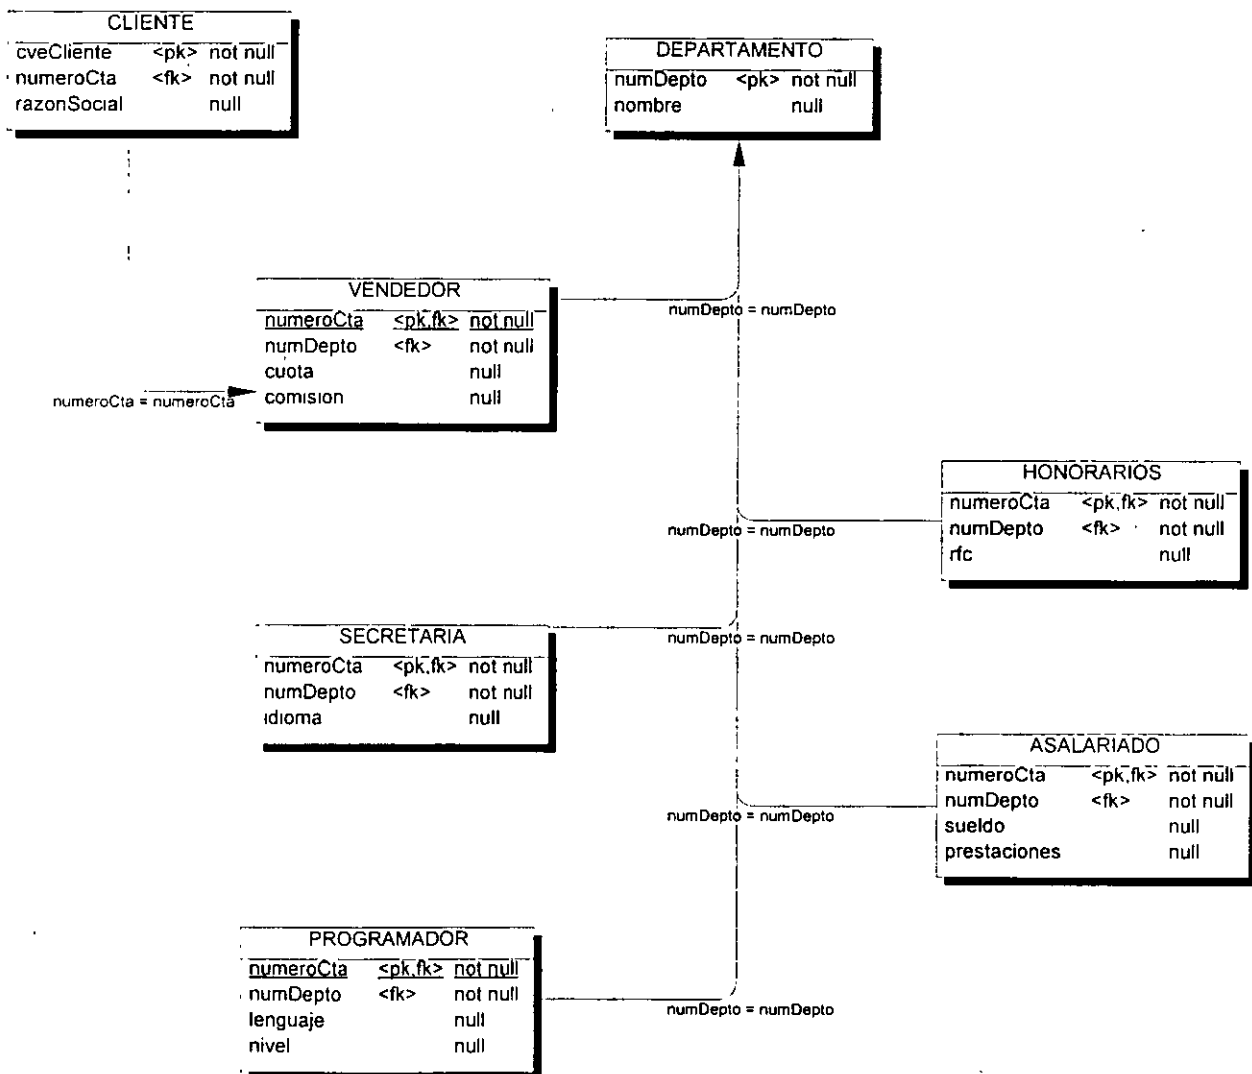 CLIENTE
cveCliente <pk> not null
numeroCta <fk> not null
razonSocial null
DEPARTAMENTO
numDepto <pk> not null
nombre null
VENDEDOR
numeroCta <pk,fk> not null
numDepto <fk> not null
cuota null
comision null
numDepto = numDepto
numeroCta = numeroCta
HONORARIOS
numeroCta <pk,fk> not null
numDepto <fk> not null
rfc null
numDepto = numDepto
SECRETARIA
numeroCta <pk,fk> not null
numDepto <fk> not null
idioma null
numDepto = numDepto
ASALARIADO
numeroCta <pk,fk> not null
numDepto <fk> not null
sueldo null
prestaciones null
numDepto = numDepto
PROGRAMADOR
numeroCta <pk,fk> not null
numDepto <fk> not null
lenguaje null
nivel null
numDepto = numDepto